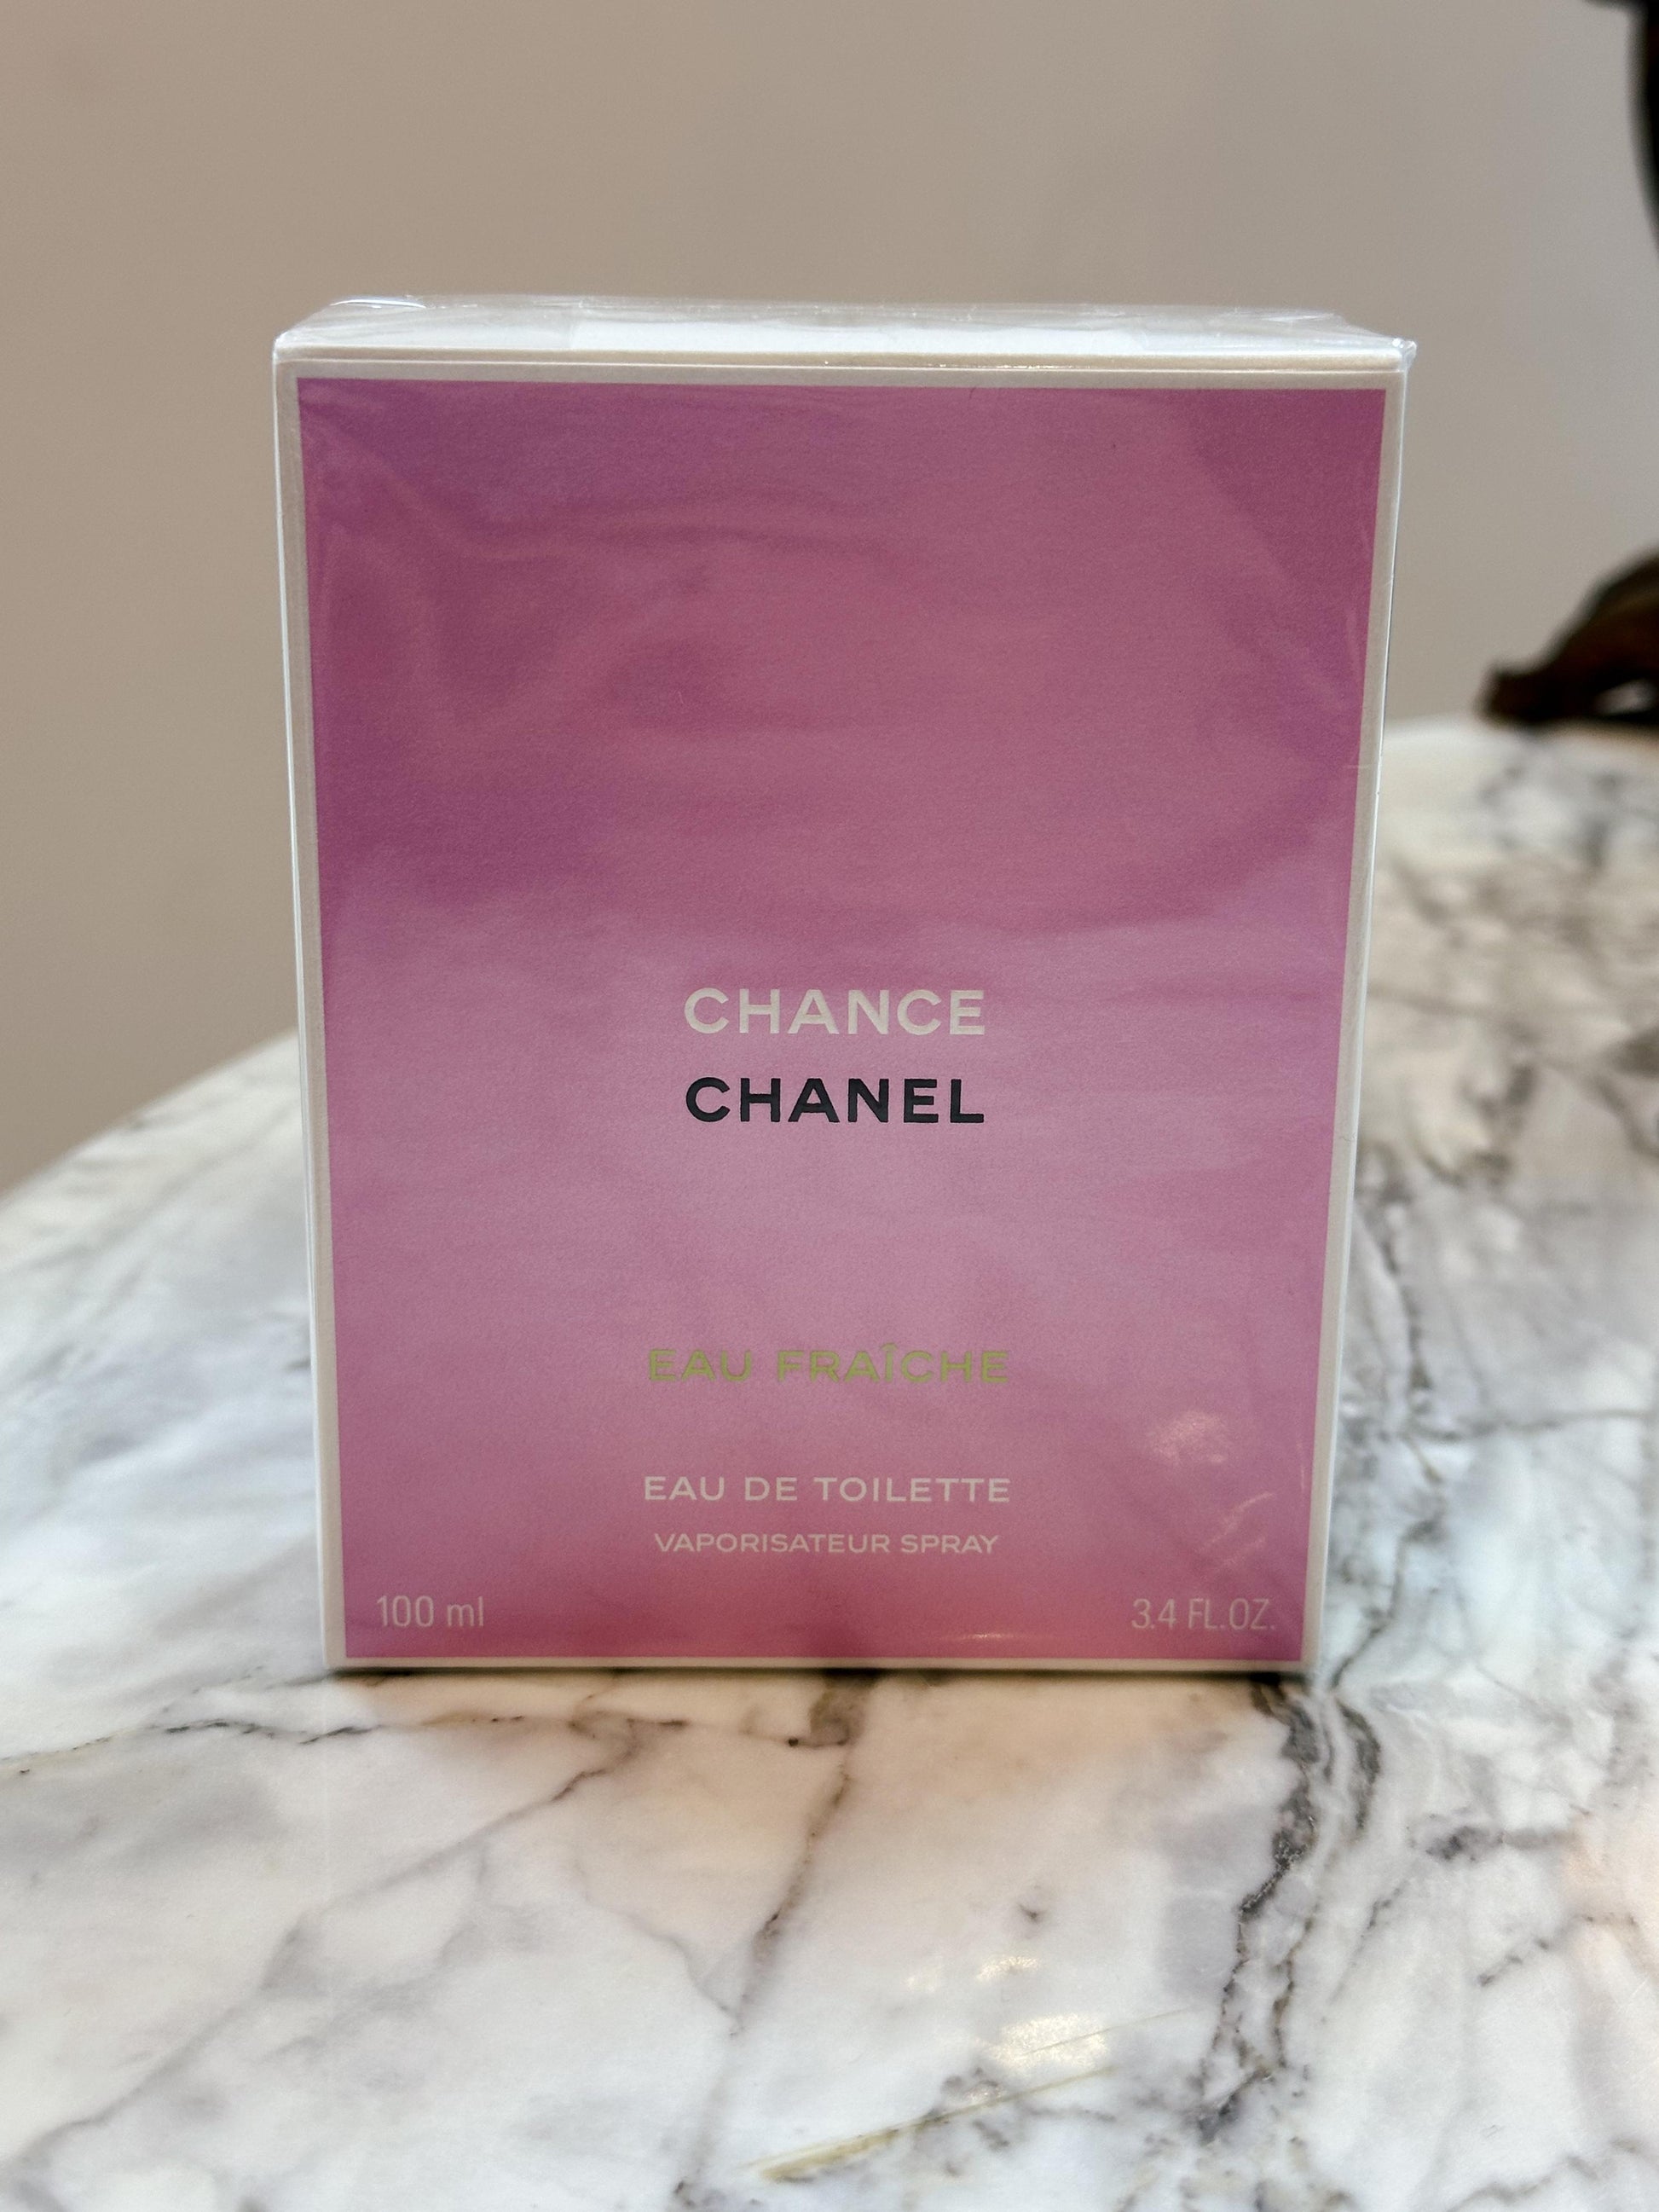 CHANCE
CHANEL
EAU FRAÎCHE
EAU DE TOILETTE
VAPORISATEUR SPRAY
100 ml
3.4 FL.OZ.